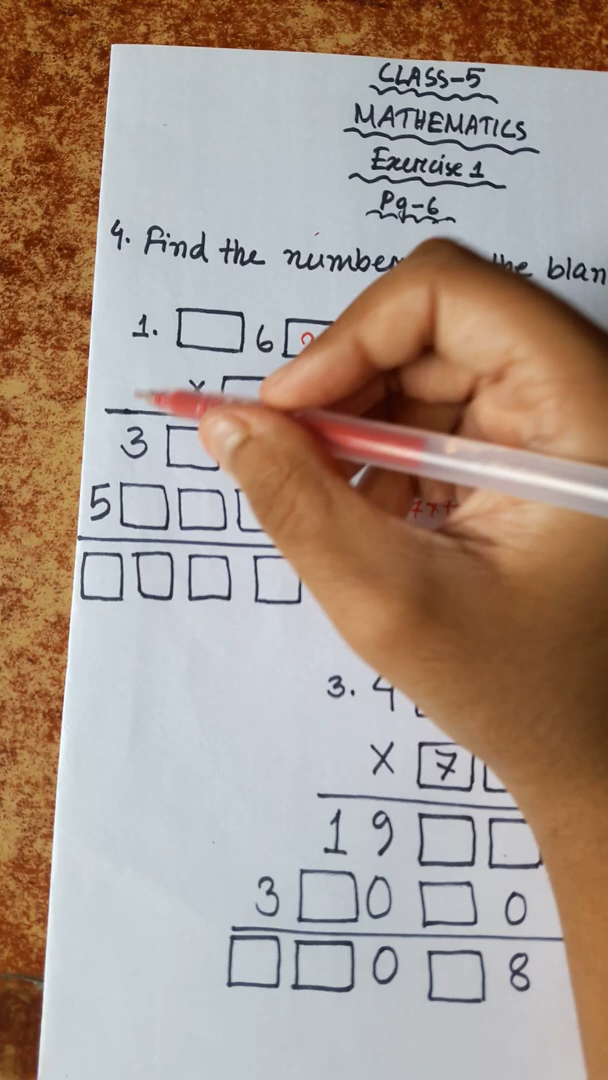 CLASS-5
MATHEMATICS
Exercise 1
Pg-6
4. Find the the
1. 6
×
3
5
3. 4
× 7
1 9
3 0 0
0 8